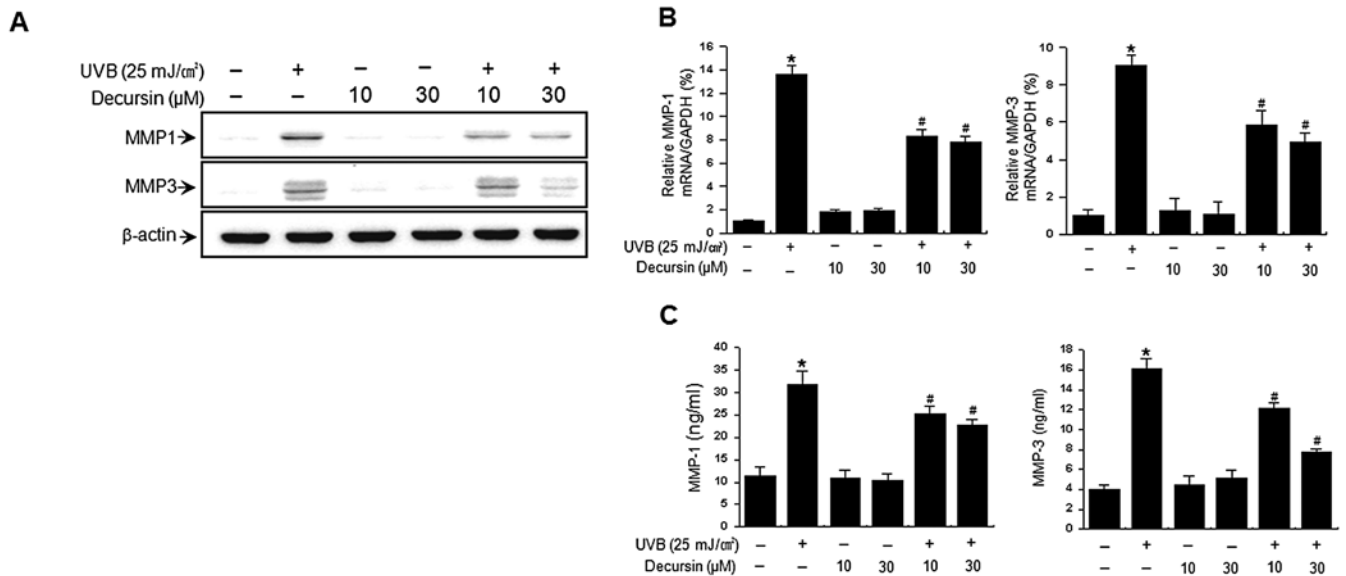 A
UVB (25 mJ/㎠) – + – – + +
Decursin (µM) – – 10 30 10 30
MMP1
MMP3
β-actin
B
Relative MMP-1
mRNA/GAPDH (%)
16
14
12
10
8
6
4
2
0
*
#
#
UVB (25 mJ/㎠) – + – – + +
Decursin (µM) – – 10 30 10 30
Relative MMP-3
mRNA/GAPDH (%)
10
8
6
4
2
0
*
#
#
– + – – + +
– – 10 30 10 30
C
MMP-1 (ng/ml)
40
35
30
25
20
15
10
5
0
*
#
#
UVB (25 mJ/㎠) – + – – + +
Decursin (µM) – – 10 30 10 30
MMP-3 (ng/ml)
18
16
14
12
10
8
6
4
2
0
*
#
#
– + – – + +
– – 10 30 10 30